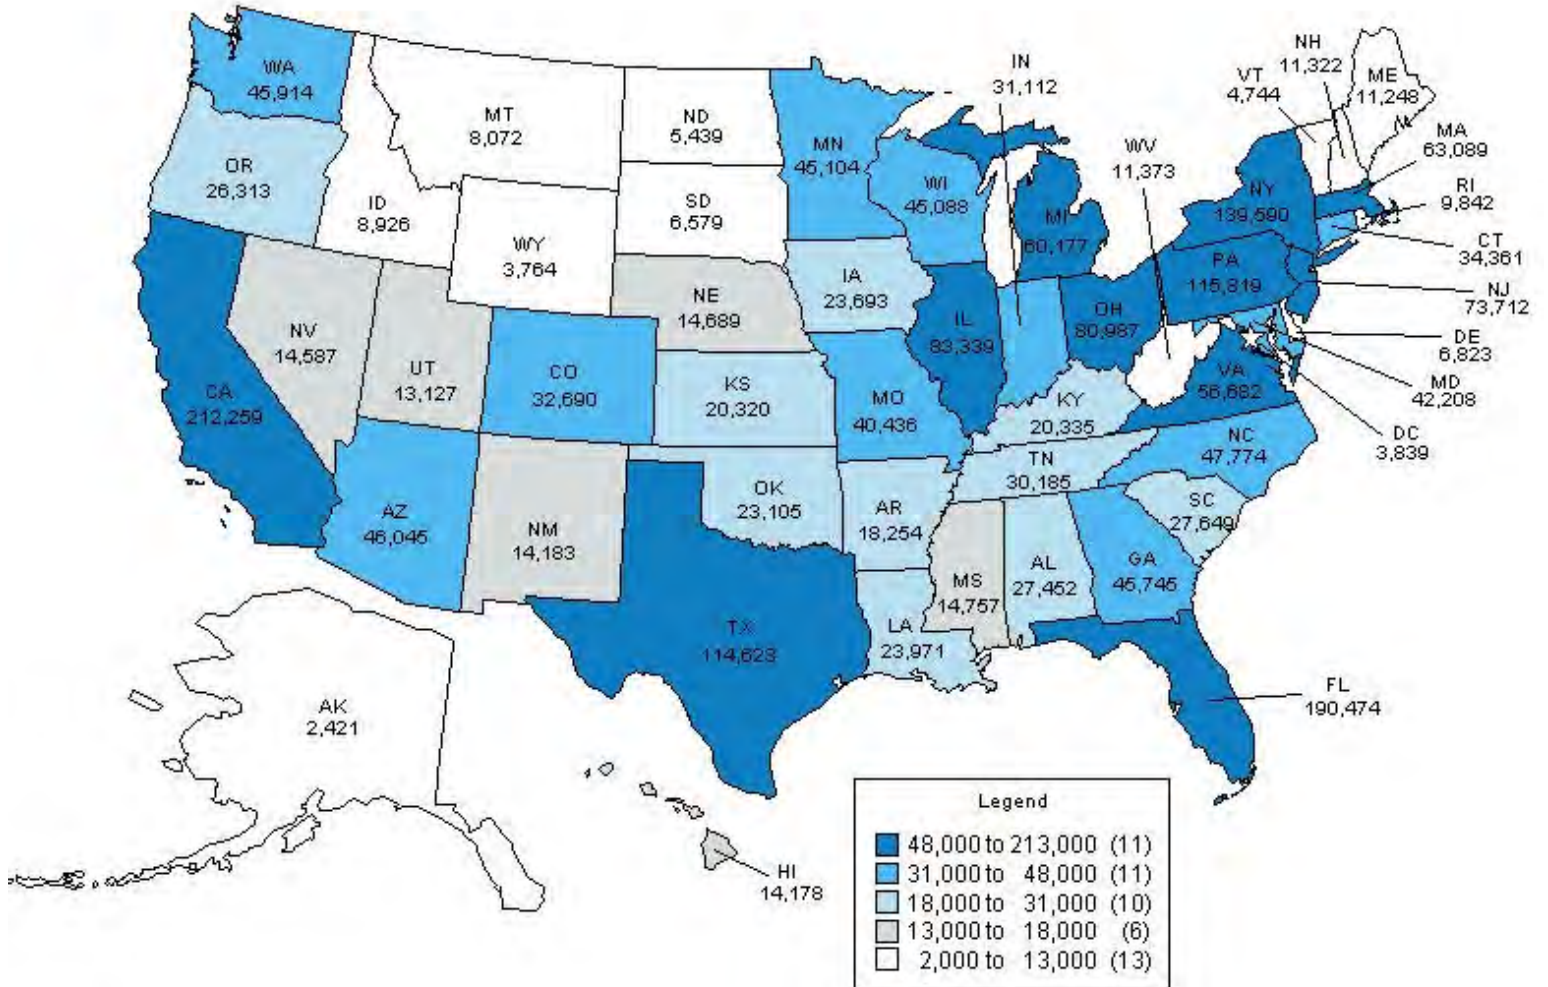 WA
45,914
OR
26,313
CA
212,259
ID
8,926
NV
14,587
MT
8,072
WY
3,764
UT
13,127
AZ
46,045
CO
32,690
NM
14,183
ND
5,439
SD
6,579
NE
14,689
KS
20,320
OK
23,105
TX
114,623
MN
45,104
IA
23,693
MO
40,436
AR
18,254
LA
23,971
WI
45,088
IL
83,339
MI
60,177
IN
31,112
OH
80,987
KY
20,335
TN
30,185
MS
14,757
AL
27,452
GA
45,745
FL
190,474
SC
27,649
NC
47,774
VA
56,682
WV
11,373
PA
115,819
NY
139,590
VT
4,744
NH
11,322
ME
11,248
MA
63,089
RI
9,842
CT
34,361
NJ
73,712
DE
6,823
MD
42,208
DC
3,839
AK
2,421
HI
14,178
Legend
48,000 to 213,000 (11)
31,000 to 48,000 (11)
18,000 to 31,000 (10)
13,000 to 18,000 (6)
2,000 to 13,000 (13)